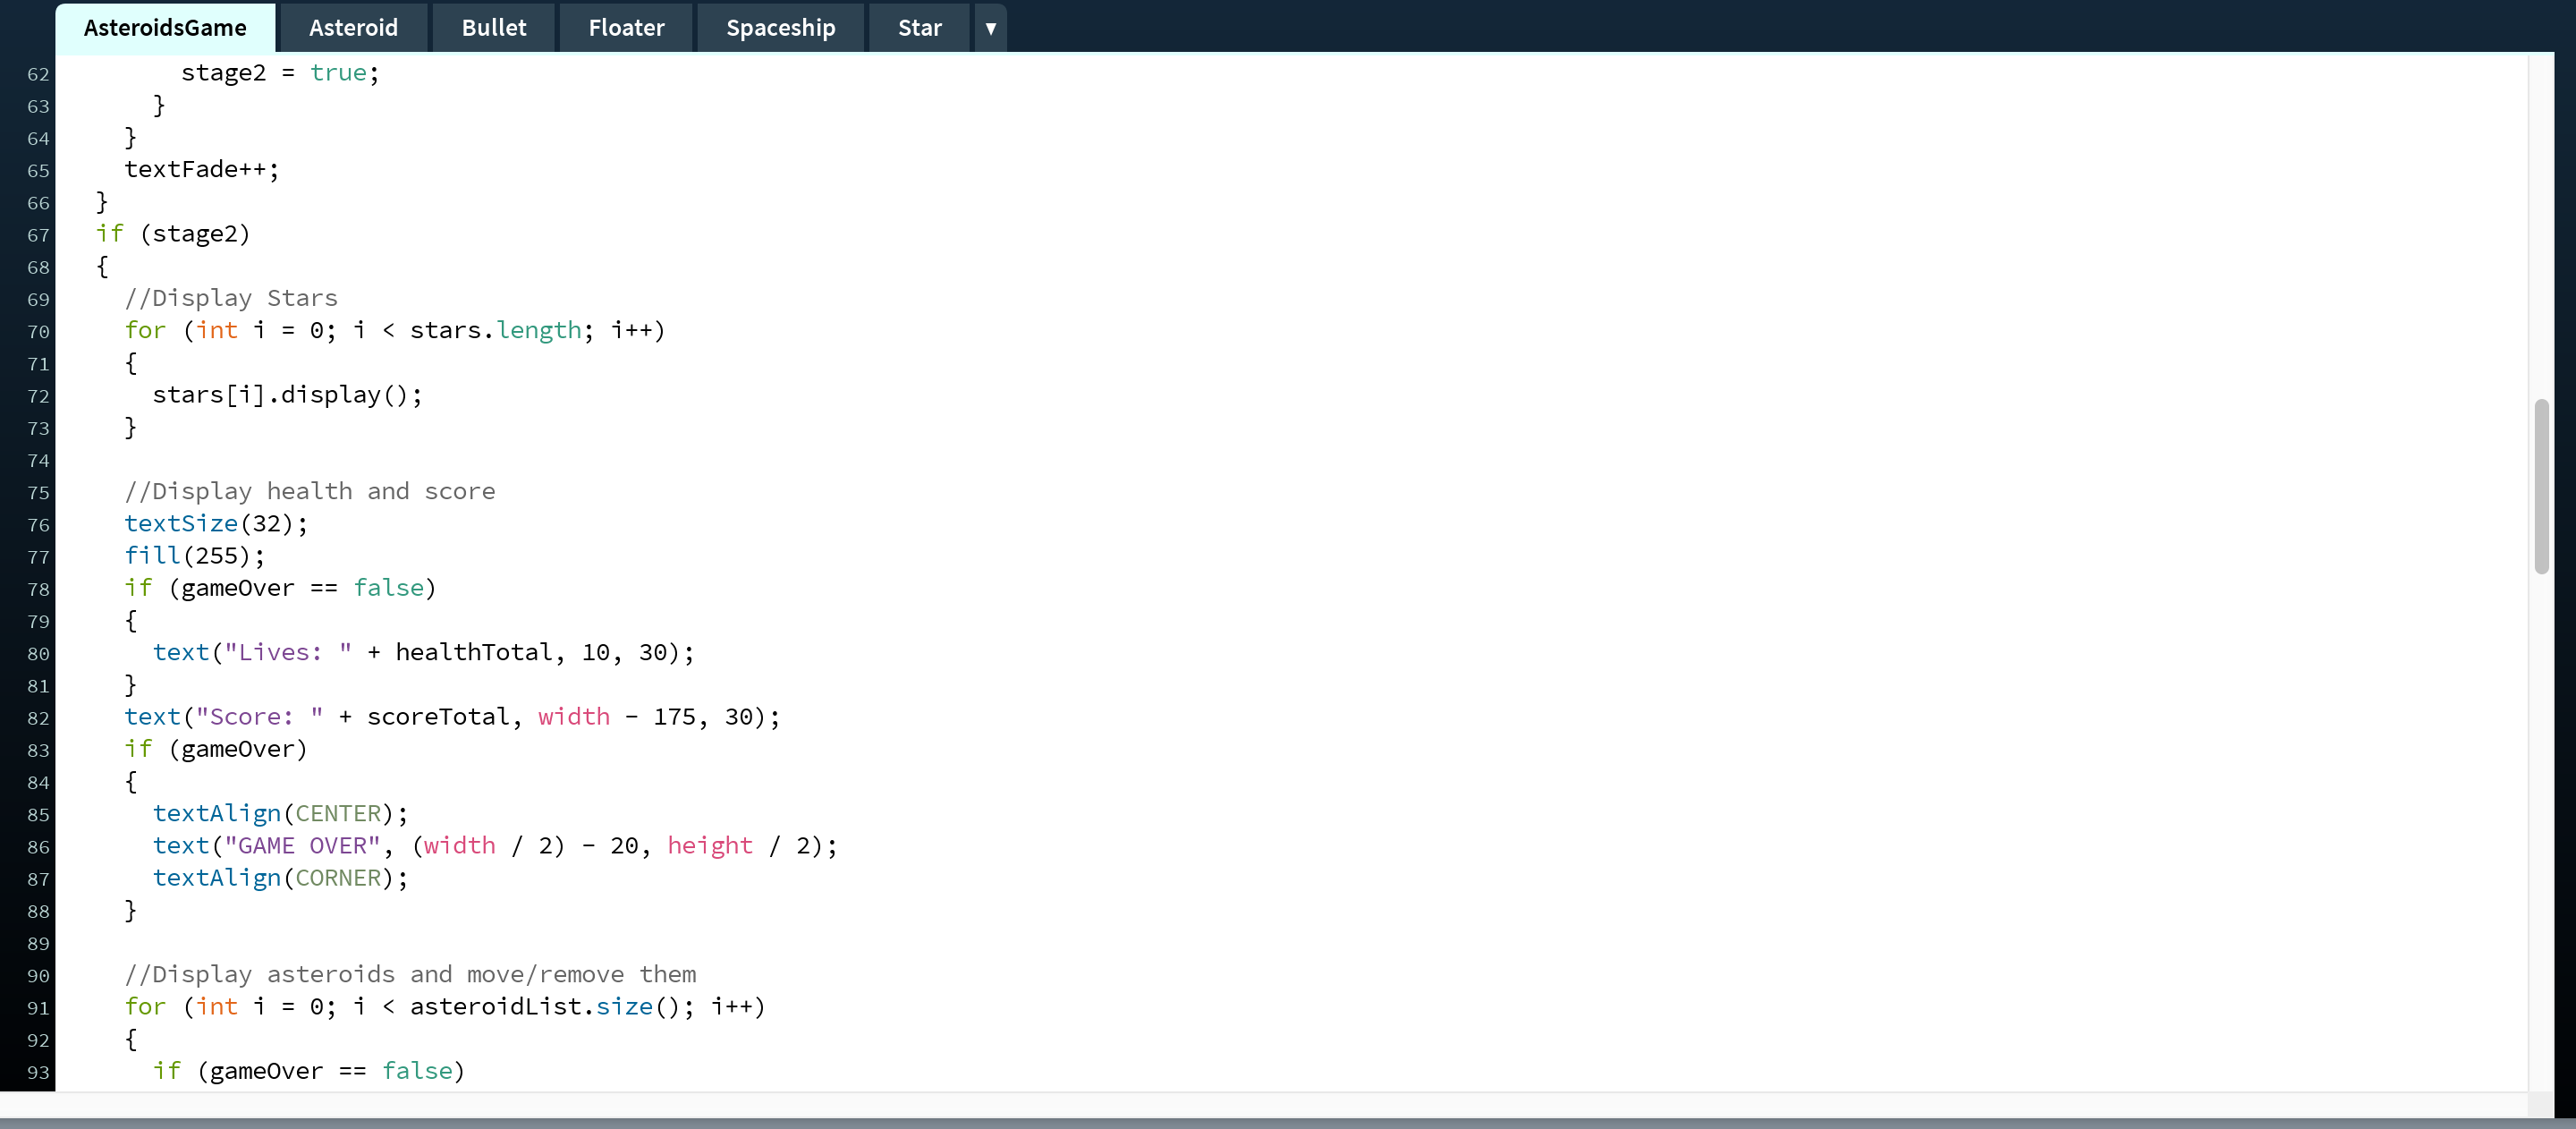 AsteroidsGame Asteroid Bullet Floater Spaceship Star ▼
62         stage2 = true;
63       }
64     }
65     textFade++;
66   }
67   if (stage2)
68   {
69     //Display Stars
70     for (int i = 0; i < stars.length; i++)
71     {
72       stars[i].display();
73     }
74
75     //Display health and score
76     textSize(32);
77     fill(255);
78     if (gameOver == false)
79     {
80       text("Lives: " + healthTotal, 10, 30);
81     }
82     text("Score: " + scoreTotal, width - 175, 30);
83     if (gameOver)
84     {
85       textAlign(CENTER);
86       text("GAME OVER", (width / 2) - 20, height / 2);
87       textAlign(CORNER);
88     }
89
90     //Display asteroids and move/remove them
91     for (int i = 0; i < asteroidList.size(); i++)
92     {
93       if (gameOver == false)